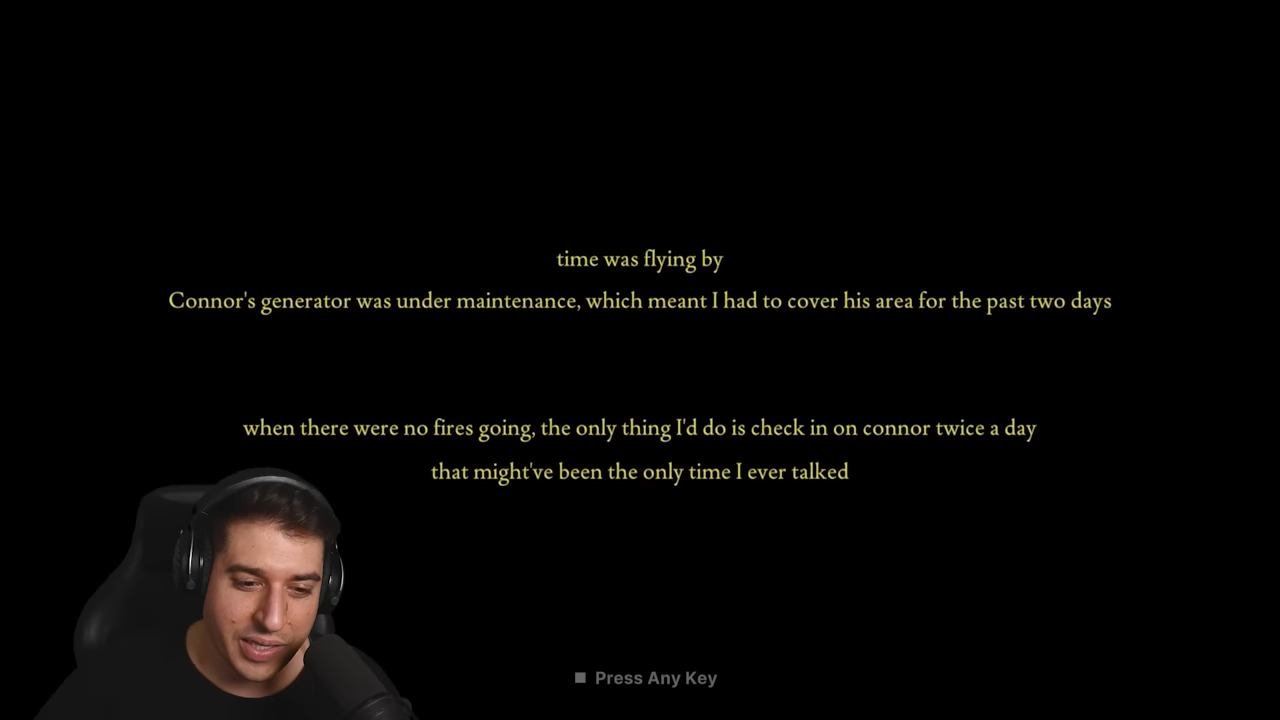 time was flying by
Connor's generator was under maintenance, which meant I had to cover his area for the past two days
when there were no fires going, the only thing I'd do is check in on connor twice a day
that might've been the only time I ever talked
Press Any Key